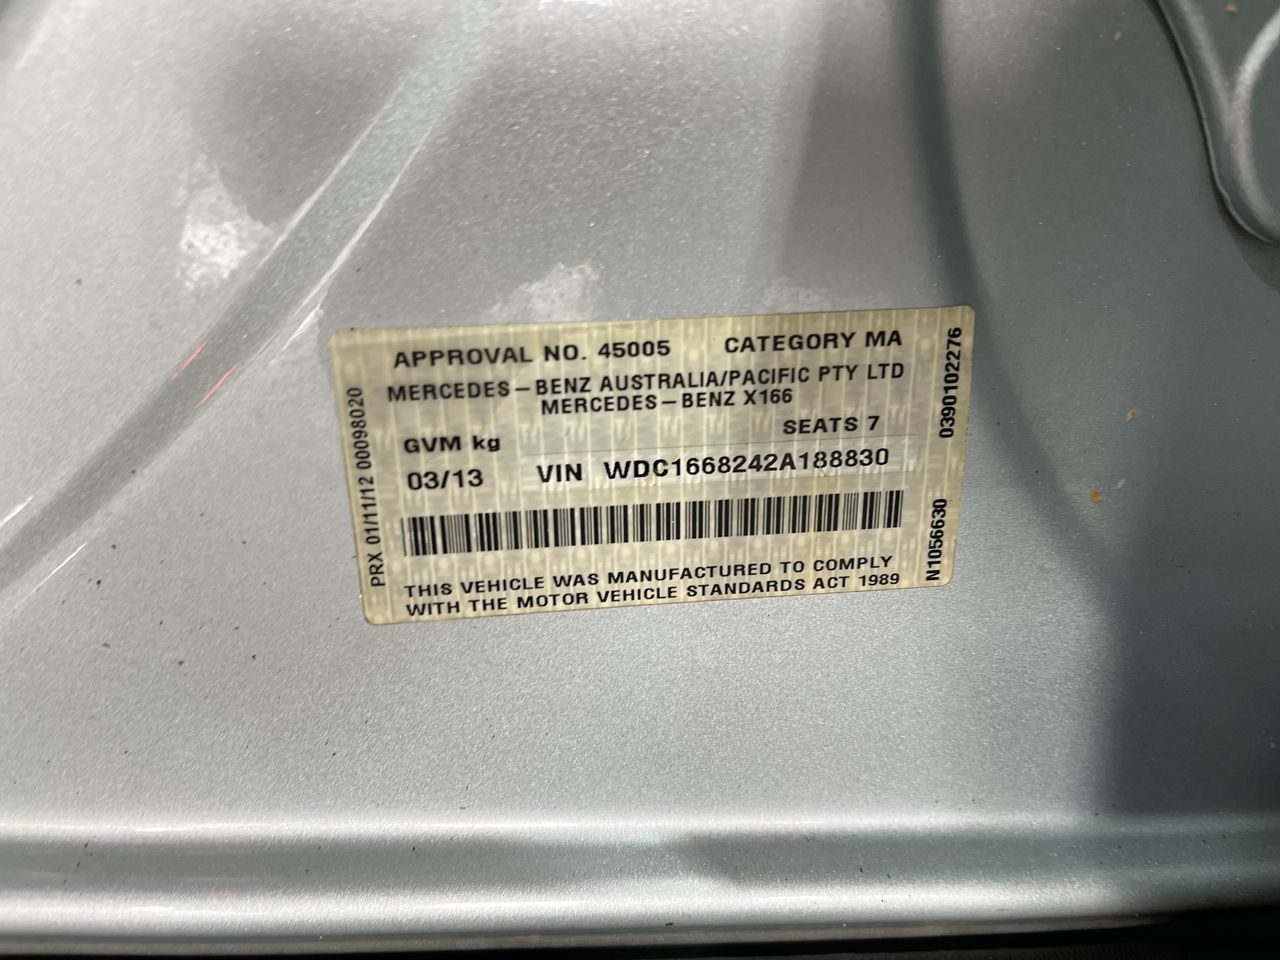 APPROVAL NO. 45005 CATEGORY MA
MERCEDES-BENZ AUSTRALIA/PACIFIC PTY LTD
MERCEDES-BENZ X166
SEATS 7
GVM kg
03/13 VIN WDC1668242A188830
THIS VEHICLE WAS MANUFACTURED TO COMPLY
WITH THE MOTOR VEHICLE STANDARDS ACT 1989
PRX 01/11/12 00098020
N1056630 0390102276